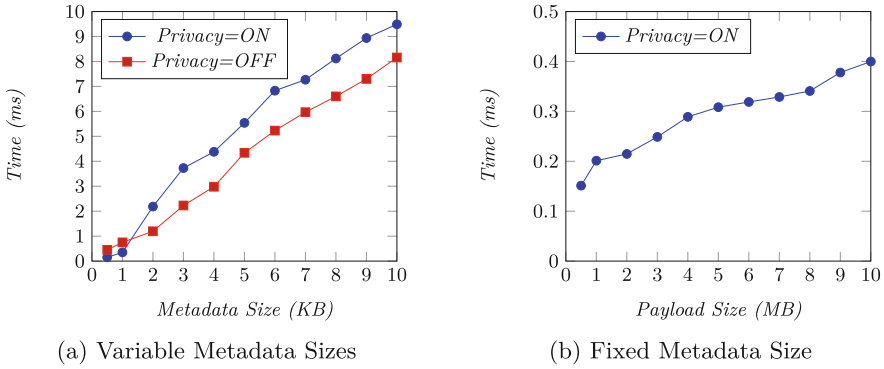 10
9
8
7
6
5
4
3
2
1
0
Time (ms)
Privacy=ON
Privacy=OFF
0 1 2 3 4 5 6 7 8 9 10
Metadata Size (KB)
(a) Variable Metadata Sizes
0.5
0.4
0.3
0.2
0.1
0
Time (ms)
Privacy=ON
0 1 2 3 4 5 6 7 8 9 10
Payload Size (MB)
(b) Fixed Metadata Size